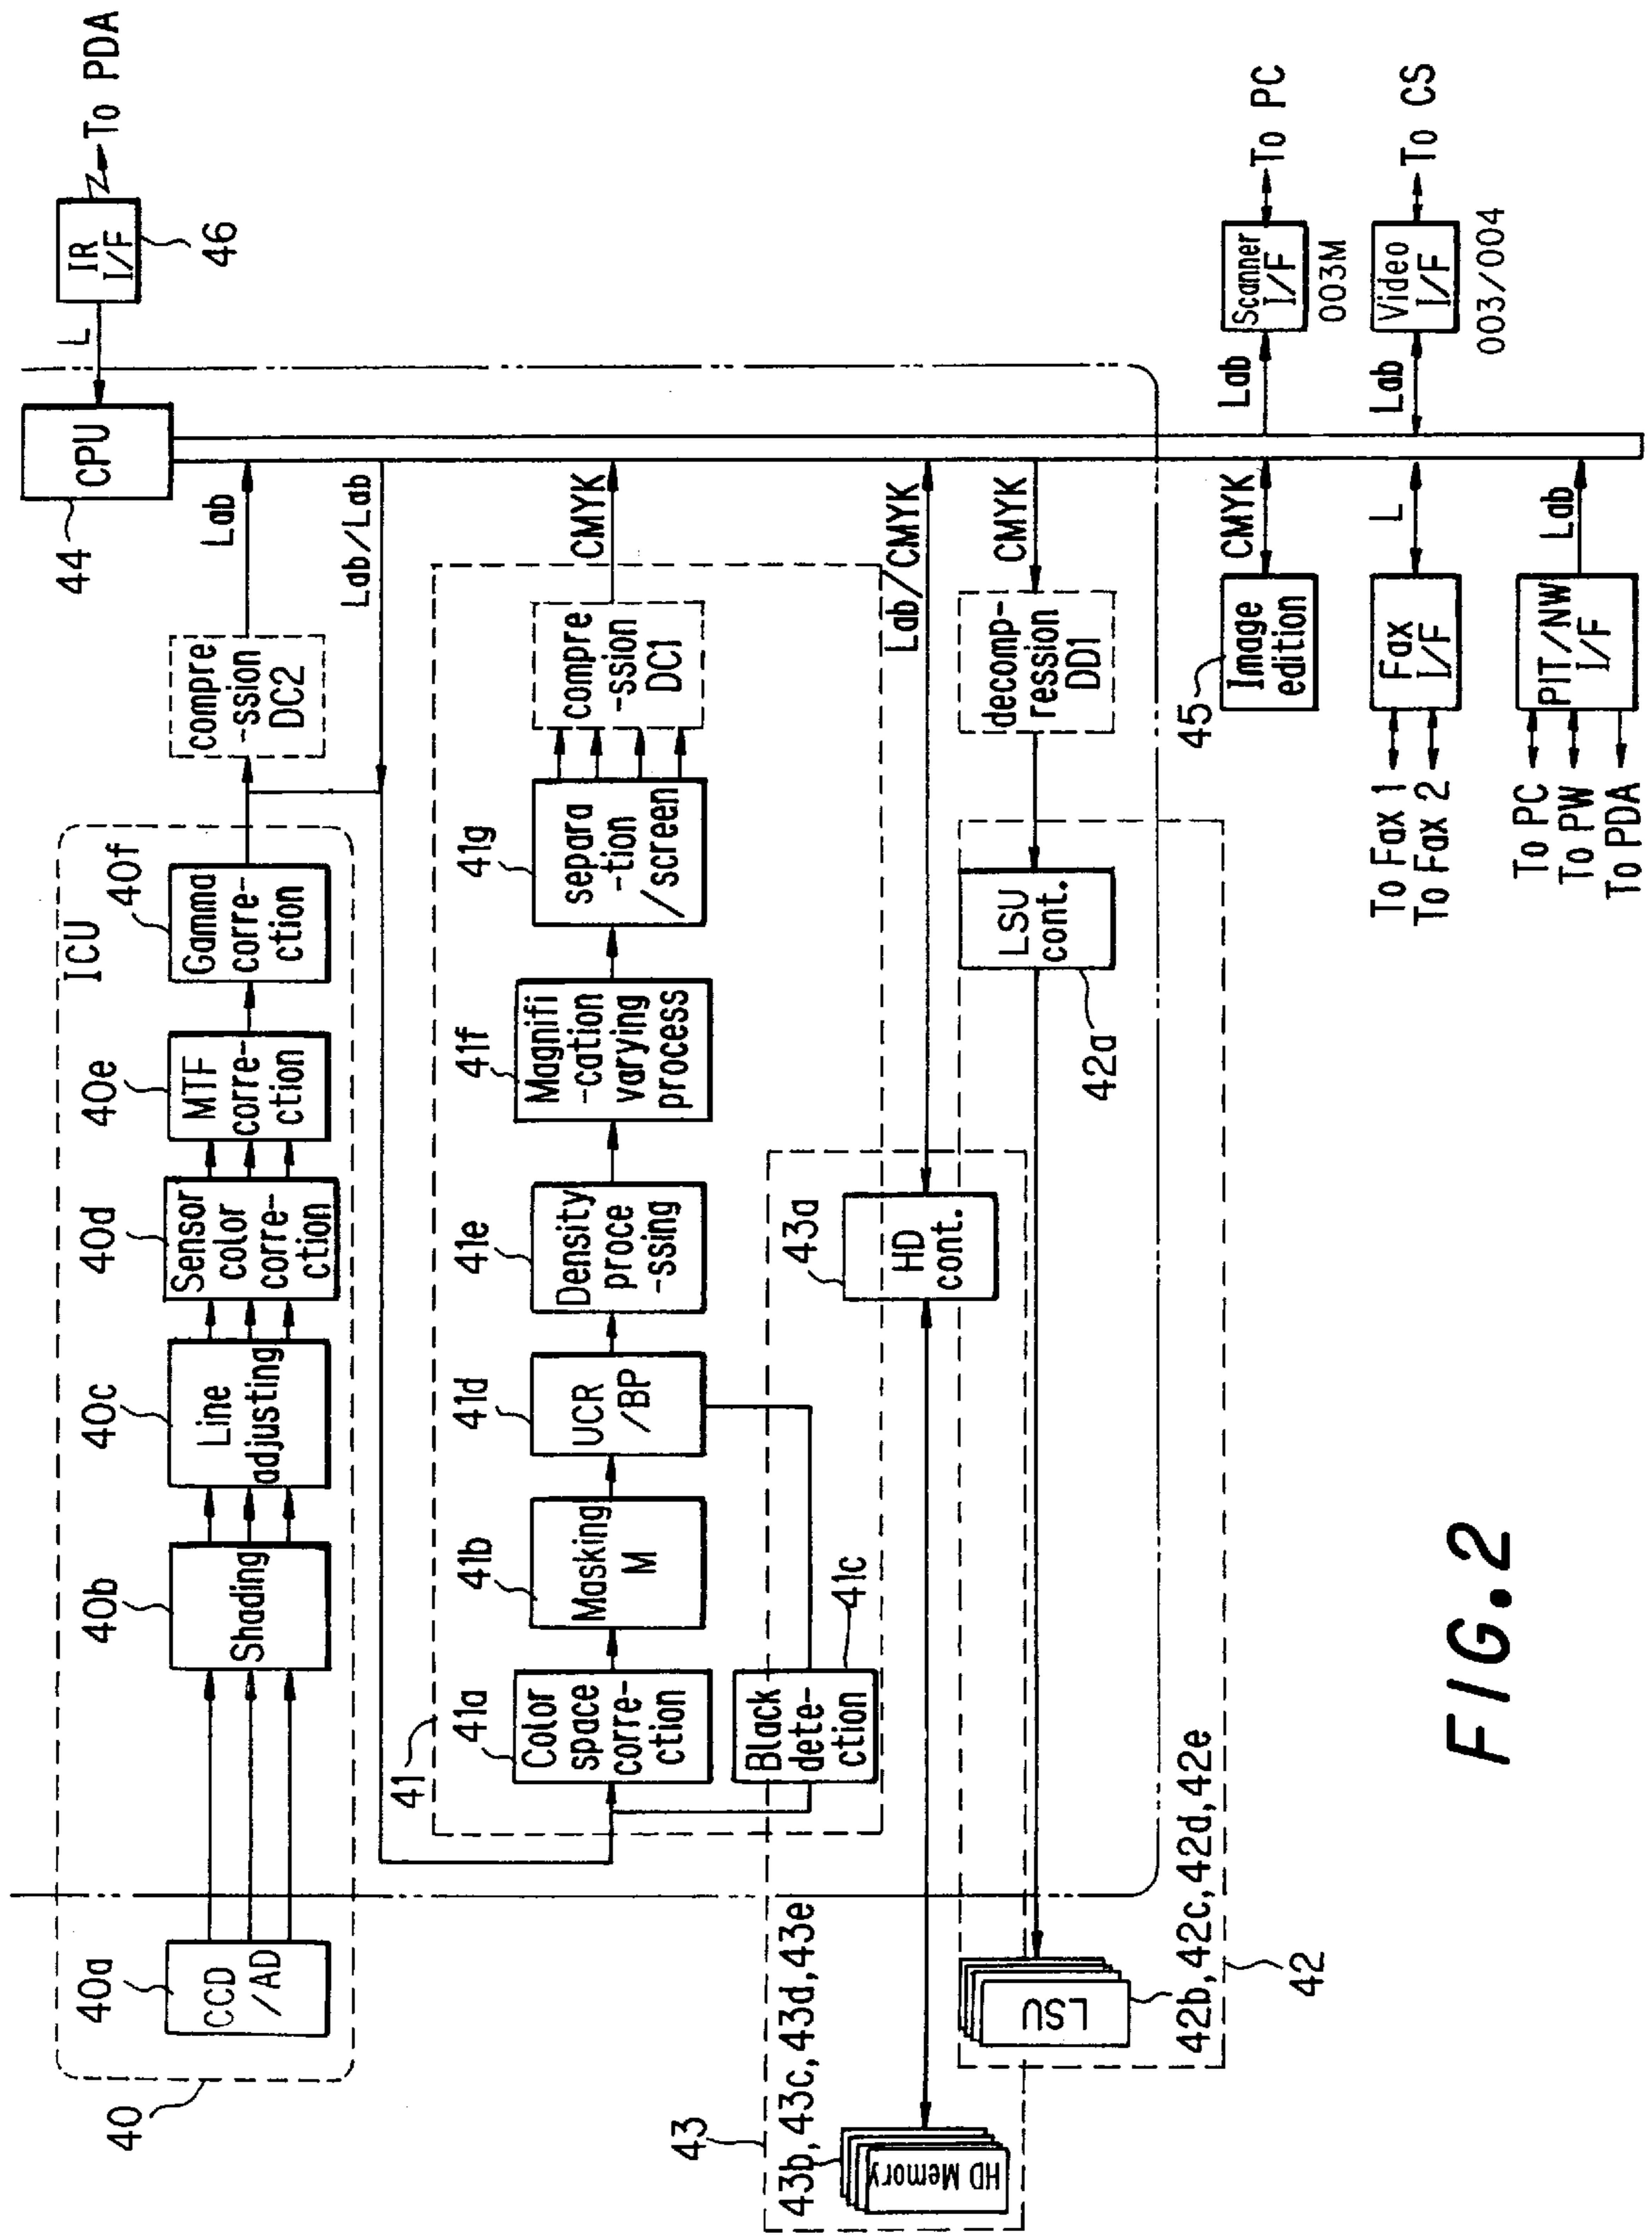 40
40a
CCD
/AD
40b
Shading
40c
Line
adjusting
40d
Sensor
color
corre-
ction
40e
MTF
corre-
ction
ICU
40f
Gamma
corre-
ction
compre
-ssion
DC2
Lab
44
CPU
L
IR
I/F
46
To PDA
Lab/Lab
41
41a
Color
space
corre-
ction
41b
Masking
M
41c
Black
dete-
ction
41d
UCR
/BP
41e
Density
proce
-ssing
41f
Magnifi
-cation
varying
process
41g
separa
-tion
/screen
compre
-ssion
DC1
CMYK
43
43b,43c,43d,43e
HD Memory
43a
HD
cont.
Lab/CMYK
LSU
42b,42c,42d,42e
42
42a
LSU
cont.
decomp-
ression
DD1
CMYK
45
Image
edition
CMYK
Lab
Scanner
I/F
003M
To PC
To Fax 1
To Fax 2
Fax
I/F
L
Lab
Video
I/F
003/004
To CS
To PC
To PW
To PDA
PIT/NW
I/F
Lab
FIG.2